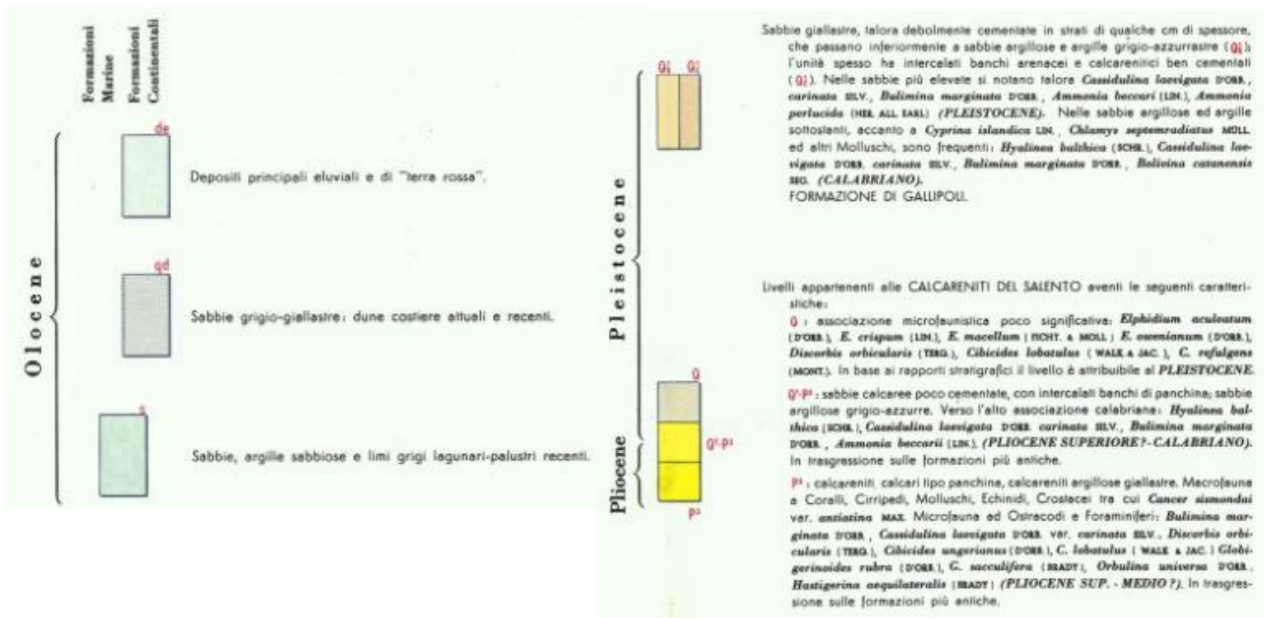 Formazioni
Marine
Formazioni
Continentali
Olocene
de
Depositi principali eluviali e di "terra rossa".
qd
Sabbie grigio-giallastre; dune costiere attuali e recenti.
s
Sabbie, argille sabbiose e limi grigi lagunari-palustri recenti.
Pleistocene
Pliocene
Sabbie giallastre, talora debolmente cementate in strati di qualche cm di spessore,
che passano inferiormente a sabbie argillose e argille grigio-azzurrastre
l'unità spesso ha intercalati banchi arenacei e calcarenitici ben cementati
Nelle sabbie più elevate si notano talora Cassidulina laevigata D'ORB.,
carinata SILV., Bulimina marginata D'ORB., Ammonia beccari (LIN.), Ammonia
perlucida (HER. ALL EARL) (PLEISTOCENE). Nelle sabbie argillose ed argille
sottostanti, accanto a Cyprina islandica LIN., Chlamys septemradiatus MÜLL.
ed altri Molluschi, sono frequenti: Hyalinea balthica (SCHR.), Cassidulina lae-
vigata D'ORB. carinata SILV., Bulimina marginata D'ORB., Bolivina catanensis
SEG. (CALABRIANO).
FORMAZIONE DI GALLIPOLI.
Livelli appartenenti alle CALCARENITI DEL SALENTO aventi le seguenti caratteri-
stiche:
Q : associazione microfaunistica poco significativa: Elphidium aculeatum
(D'ORB.), E. crispum (LIN.), E. macellum (FICHT. & MOLL) E. owenianum (D'ORB.),
Discorbis orbicularis (TERQ.), Cibicides lobatulus (WALK & JAC.), C. refulgens
(MONT.). In base ai rapporti stratigrafici il livello è attribuibile al PLEISTOCENE.
Q
: sabbie calcaree poco cementate, con intercalati banchi di panchina; sabbie
argillose grigio-azzurre. Verso l'alto associazione calabriana: Hyalinea bal-
thica (SCHR.), Cassidulina laevigata D'ORB. carinata SILV., Bulimina marginata
D'ORB., Ammonia beccarii (LIN.), (PLIOCENE SUPERIORE?-CALABRIANO).
In trasgressione sulle formazioni più antiche.
: calcareniti, calcari tipo panchina, calcareniti argillose giallastre. Macrofauna
a Coralli, Cirripedi, Molluschi, Echinidi, Crostacei tra cui Cancer sismondai
var. antiatina MAX. Microfauna ad Ostracodi e Foraminiferi: Bulimina mar-
ginata D'ORB., Cassidulina laevigata D'ORB. var. carinata SILV., Discorbis orbi-
cularis (TERQ.), Cibicides ungerianus (D'ORB.), C. lobatulus (WALK & JAC.) Globi-
gerinoides rubra (D'ORB.), G. sacculifera (BRADY), Orbulina universa D'ORB.,
Hastigerina aequilateralis (BRADY) (PLIOCENE SUP. - MEDIO ?). In trasgres-
sione sulle formazioni più antiche.